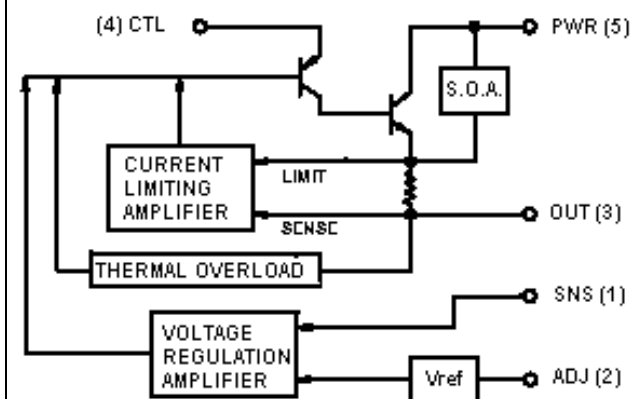 (4) CTL
PWR (5)
S.O.A.
CURRENT
LIMITING
AMPLIFIER
LIMIT
SENSE
OUT (3)
THERMAL OVERLOAD
SNS (1)
VOLTAGE
REGULATION
AMPLIFIER
Vref
ADJ (2)